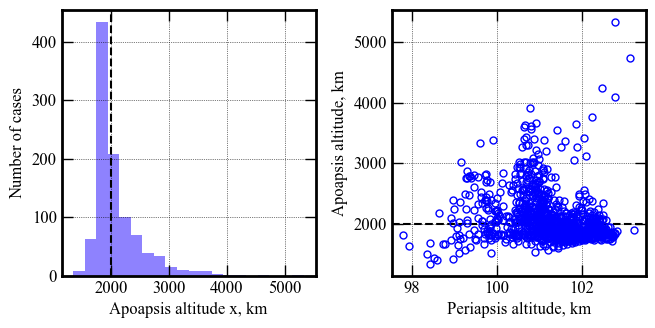 Number of cases
400
300
200
100
0
2000 3000 4000 5000
Apoapsis altitude x, km
Apoapsis altitude, km
5000
4000
3000
2000
98 100 102
Periapsis altitude, km